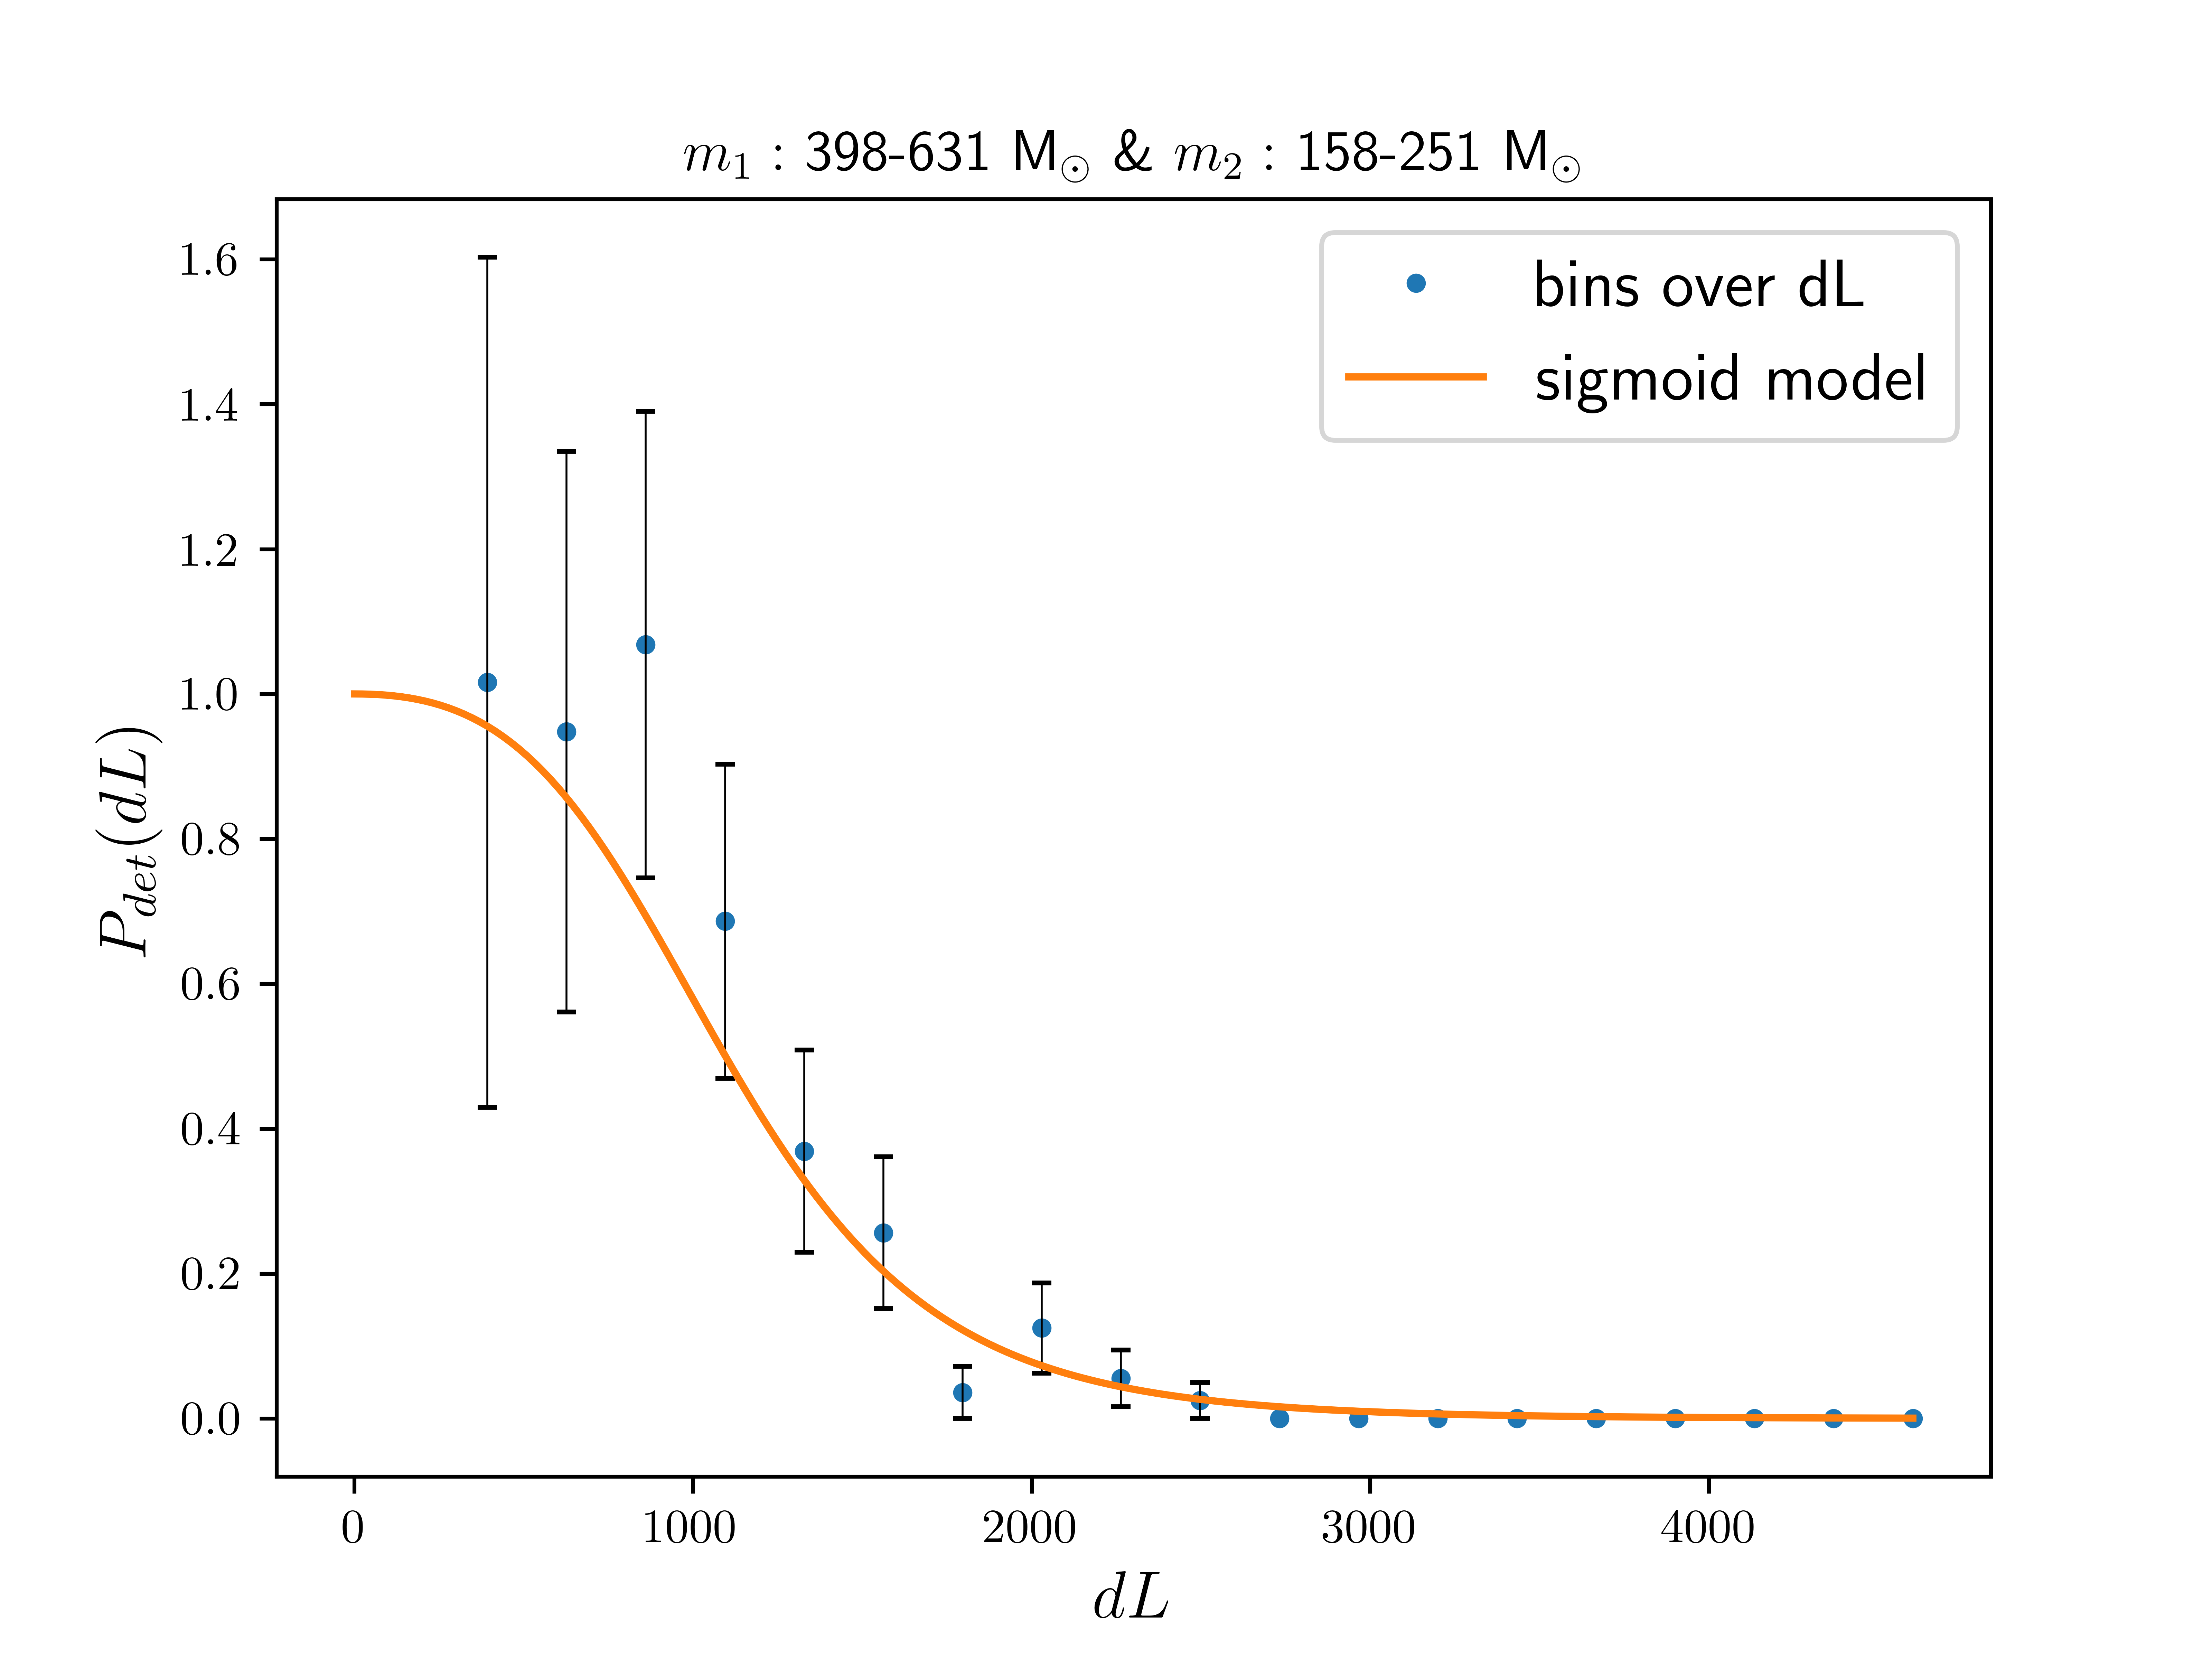 m₁ : 398-631 M⊙ & m₂ : 158-251 M⊙
bins over dL
sigmoid model
1.6
1.4
1.2
1.0
0.8
0.6
0.4
0.2
0.0
P_det(dL)
0 1000 2000 3000 4000
dL